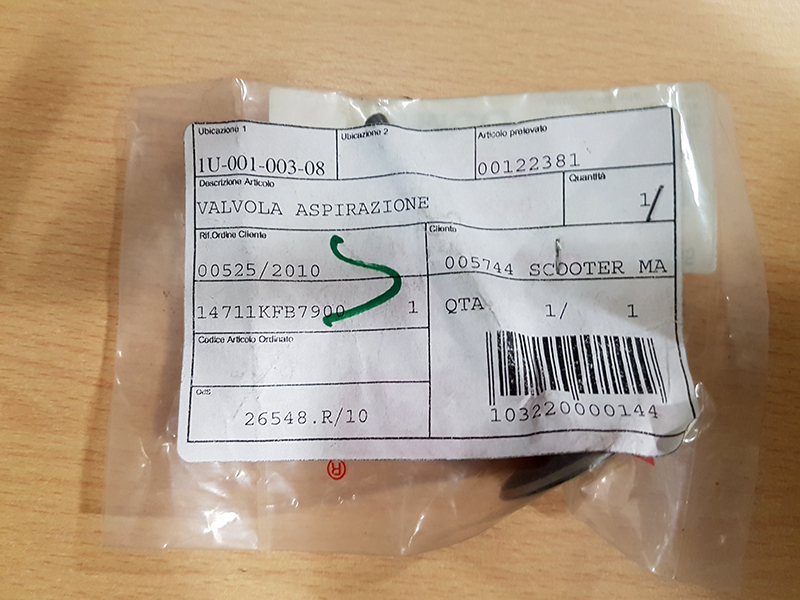 Ubicazione 1
Ubicazione 2
Articolo prelevato
1U-001-003-08
00122381
Descrizione Articolo
Quantità
VALVOLA ASPIRAZIONE
1/
Rif.Ordine Cliente
Cliente
00525/2010
005744 SCOOTER MA
14711KFB7900 1
QTA 1/ 1
Codice Articolo Ordinato
OdS
26548.R/10
103220000144
®